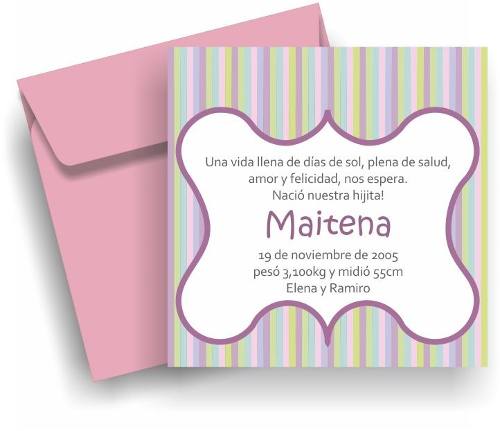 Una vida llena de días de sol, plena de salud,
amor y felicidad, nos espera.
Nació nuestra hijita!
Maitena
19 de noviembre de 2005
pesó 3,100kg y midió 55cm
Elena y Ramiro